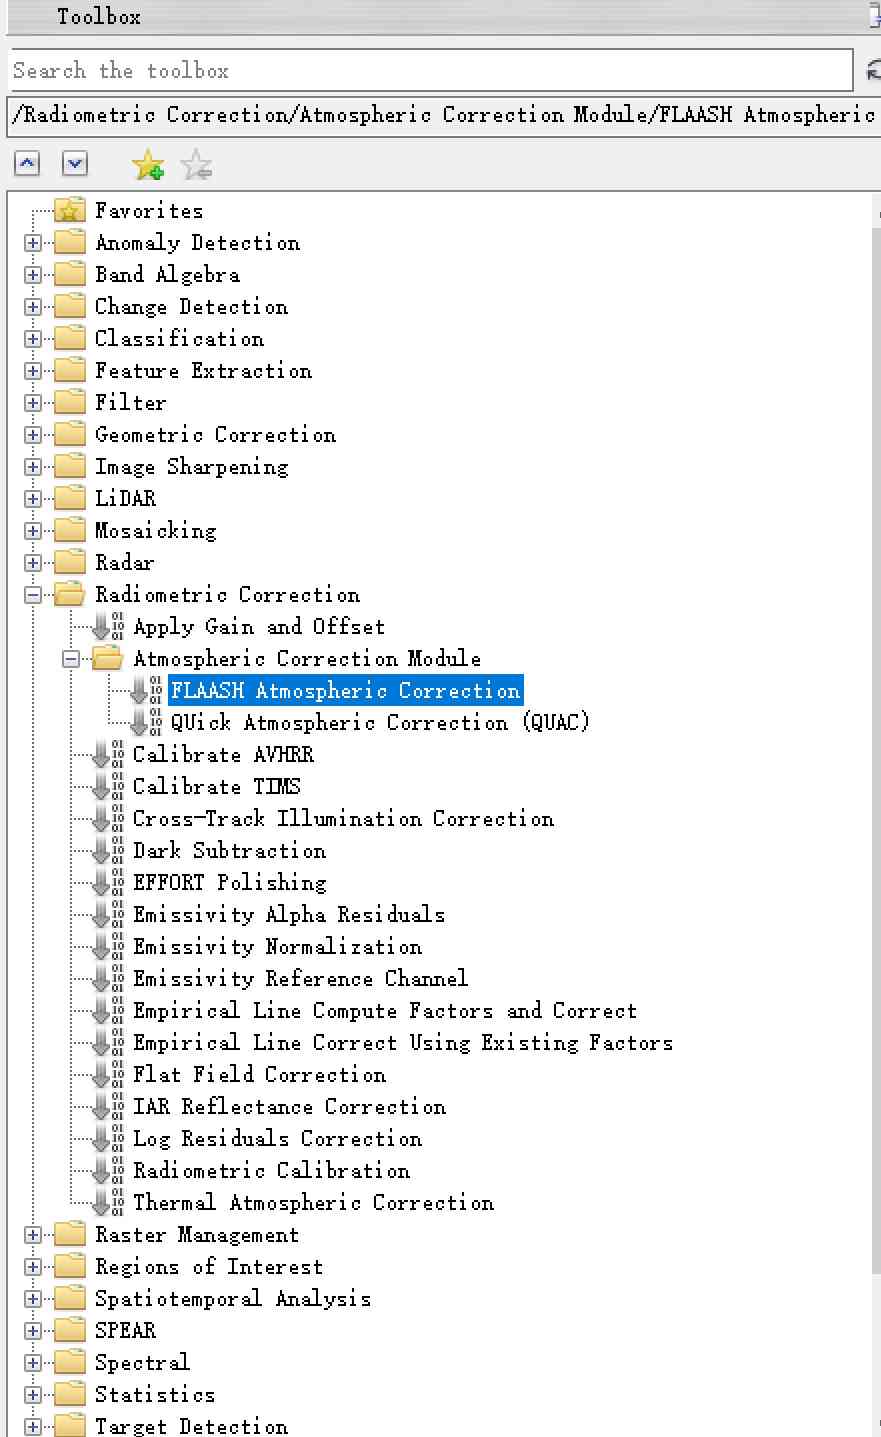 Toolbox
Search the toolbox
/Radiometric Correction/Atmospheric Correction Module/FLAASH Atmospheric
Favorites
Anomaly Detection
Band Algebra
Change Detection
Classification
Feature Extraction
Filter
Geometric Correction
Image Sharpening
LiDAR
Mosaicking
Radar
Radiometric Correction
Apply Gain and Offset
Atmospheric Correction Module
FLAASH Atmospheric Correction
QUick Atmospheric Correction (QUAC)
Calibrate AVHRR
Calibrate TIMS
Cross-Track Illumination Correction
Dark Subtraction
EFFORT Polishing
Emissivity Alpha Residuals
Emissivity Normalization
Emissivity Reference Channel
Empirical Line Compute Factors and Correct
Empirical Line Correct Using Existing Factors
Flat Field Correction
IAR Reflectance Correction
Log Residuals Correction
Radiometric Calibration
Thermal Atmospheric Correction
Raster Management
Regions of Interest
Spatiotemporal Analysis
SPEAR
Spectral
Statistics
Target Detection